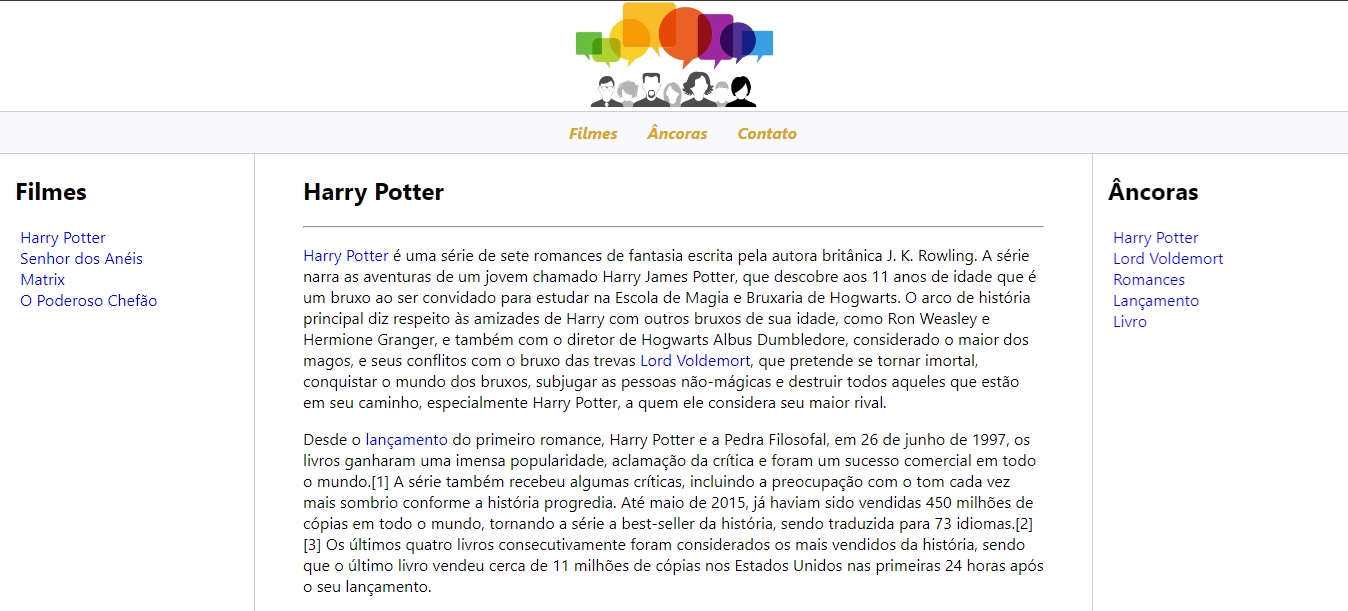 Filmes Âncoras Contato
Filmes
Harry Potter
Senhor dos Anéis
Matrix
O Poderoso Chefão
Harry Potter
Harry Potter é uma série de sete romances de fantasia escrita pela autora britânica J. K. Rowling. A série
narra as aventuras de um jovem chamado Harry James Potter, que descobre aos 11 anos de idade que é
um bruxo ao ser convidado para estudar na Escola de Magia e Bruxaria de Hogwarts. O arco de história
principal diz respeito às amizades de Harry com outros bruxos de sua idade, como Ron Weasley e
Hermione Granger, e também com o diretor de Hogwarts Albus Dumbledore, considerado o maior dos
magos, e seus conflitos com o bruxo das trevas Lord Voldemort, que pretende se tornar imortal,
conquistar o mundo dos bruxos, subjugar as pessoas não-mágicas e destruir todos aqueles que estão
em seu caminho, especialmente Harry Potter, a quem ele considera seu maior rival.
Desde o lançamento do primeiro romance, Harry Potter e a Pedra Filosofal, em 26 de junho de 1997, os
livros ganharam uma imensa popularidade, aclamação da crítica e foram um sucesso comercial em todo
o mundo.[1] A série também recebeu algumas críticas, incluindo a preocupação com o tom cada vez
mais sombrio conforme a história progredia. Até maio de 2015, já haviam sido vendidas 450 milhões de
cópias em todo o mundo, tornando a série a best-seller da história, sendo traduzida para 73 idiomas.[2]
[3] Os últimos quatro livros consecutivamente foram considerados os mais vendidos da história, sendo
que o último livro vendeu cerca de 11 milhões de cópias nos Estados Unidos nas primeiras 24 horas após
o seu lançamento.
Âncoras
Harry Potter
Lord Voldemort
Romances
Lançamento
Livro